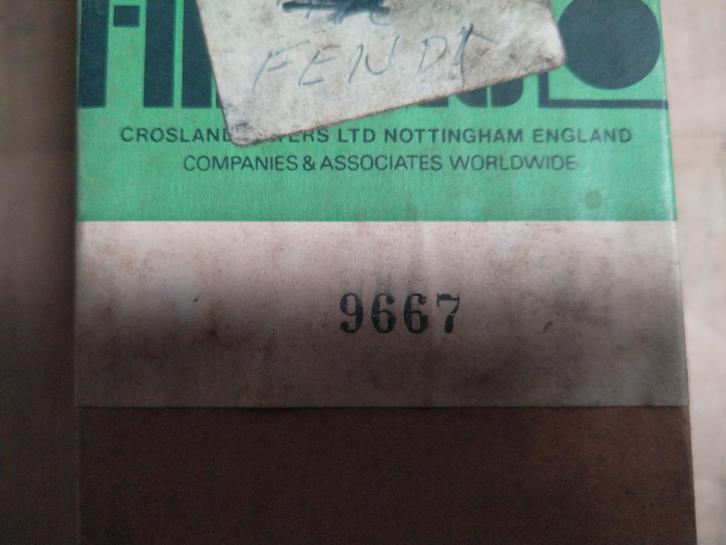 FENDT
CROSLAND LTD NOTTINGHAM ENGLAND
COMPANIES & ASSOCIATES WORLDWIDE
9667